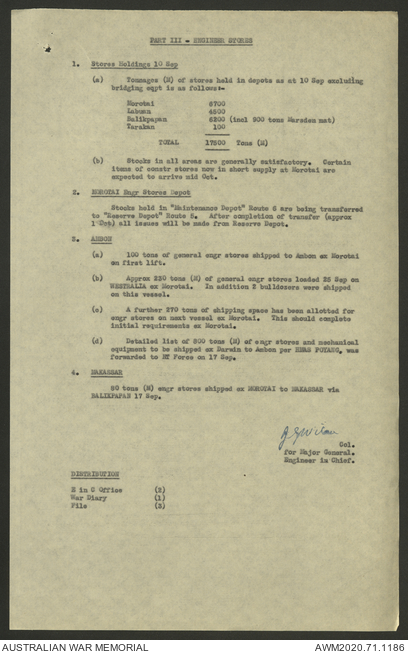 PART III - ENGINEER STORES
1. Stores Holdings 10 Sep
(a) Tonnages (M) of stores held in depots as at 10 Sep excluding
bridging eqpt is as follows:-
Morotai 6700
Labuan 4500
Balikpapan 6200 (incl 900 tons Marsden mat)
Tarakan 100
TOTAL 17500 Tons (M)
(b) Stocks in all areas are generally satisfactory. Certain
items of constr stores now in short supply at Morotai are
expected to arrive mid Oct.
2. MOROTAI Engr Stores Depot
Stocks held in "Maintenance Depot" Route 6 are being transferred
to "Reserve Depot" Route 5. After completion of transfer (approx
1 Oct) all issues will be made from Reserve Depot.
3. AMBON
(a) 100 tons of general engr stores shipped to Ambon ex Morotai
on first lift.
(b) Approx 230 tons (M) of general engr stores loaded 23 Sep on
WESTRALIA ex Morotai. In addition 2 bulldozers were shipped
on this vessel.
(c) A further 270 tons of shipping space has been allotted for
engr stores on next vessel ex Morotai. This should complete
initial requirements ex Morotai.
(d) Detailed list of 800 tons (M) of engr stores and mechanical
equipment to be shipped ex Darwin to Ambon per HMAS POYANG, was
forwarded to NT Force on 17 Sep.
4. MAKASSAR
80 tons (M) engr stores shipped ex MOROTAI to MAKASSAR via
BALIKPAPAN 17 Sep.
Col.
for Major General.
Engineer in Chief.
DISTRIBUTION
E in C Office (2)
War Diary (1)
File (3)
AUSTRALIAN WAR MEMORIAL
AWM2020.71.1186